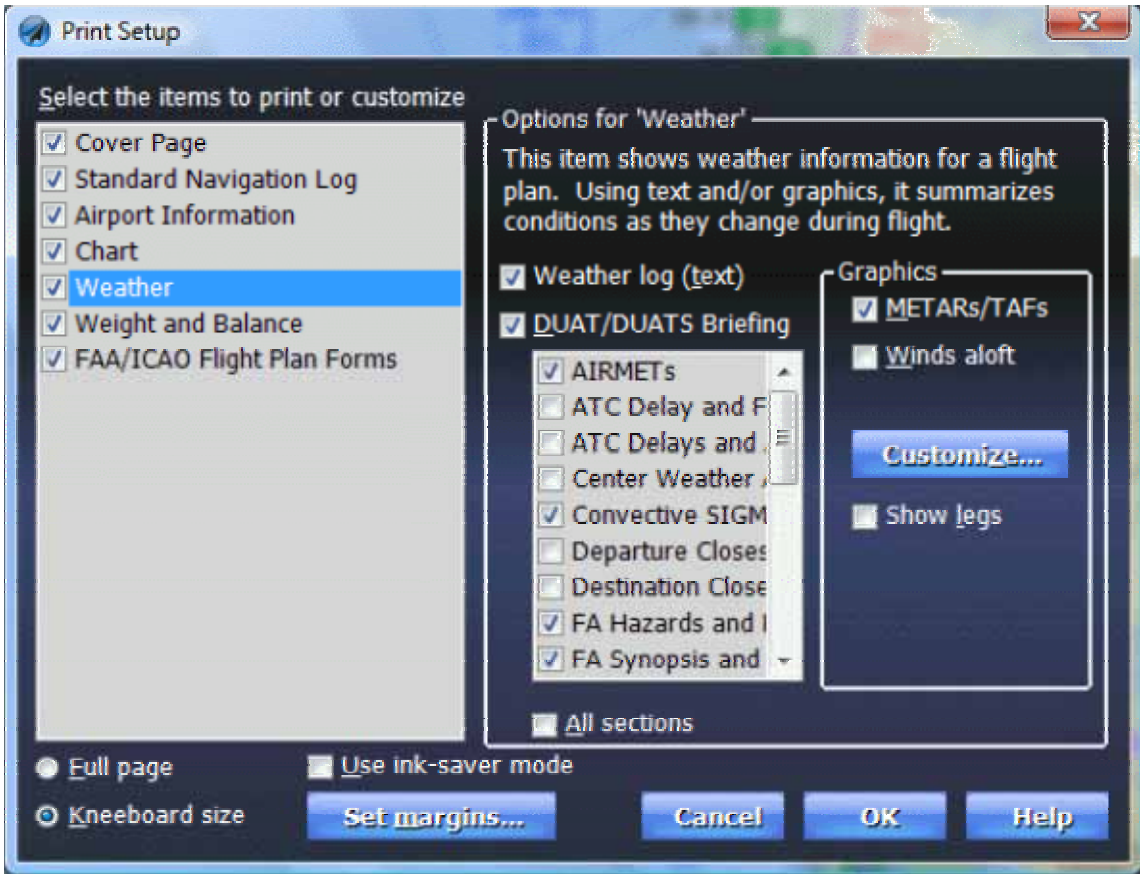 Print Setup
Select the items to print or customize
Cover Page
Standard Navigation Log
Airport Information
Chart
Weather
Weight and Balance
FAA/ICAO Flight Plan Forms
Options for 'Weather'
This item shows weather information for a flight
plan. Using text and/or graphics, it summarizes
conditions as they change during flight.
Weather log (text)
DUAT/DUATS Briefing
AIRMETs
ATC Delay and F
ATC Delays and
Center Weather
Convective SIGM
Departure Closes
Destination Close
FA Hazards and
FA Synopsis and
All sections
Graphics
METARs/TAFs
Winds aloft
Customize...
Show legs
Full page
Use ink-saver mode
Kneeboard size
Set margins...
Cancel
OK
Help